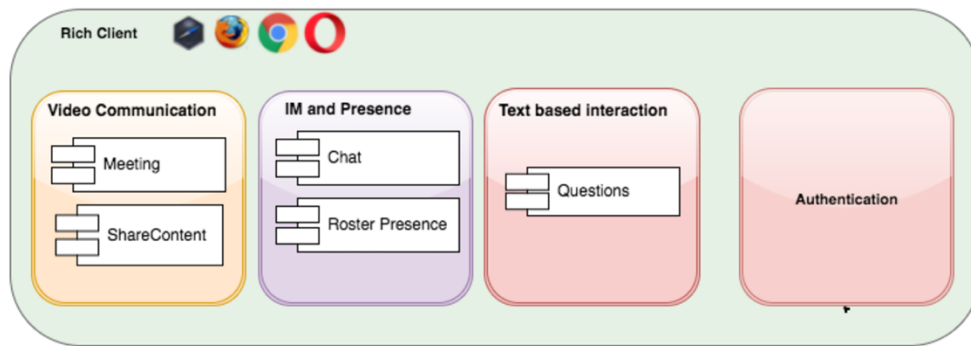 Rich Client
Video Communication
Meeting
ShareContent
IM and Presence
Chat
Roster Presence
Text based interaction
Questions
Authentication